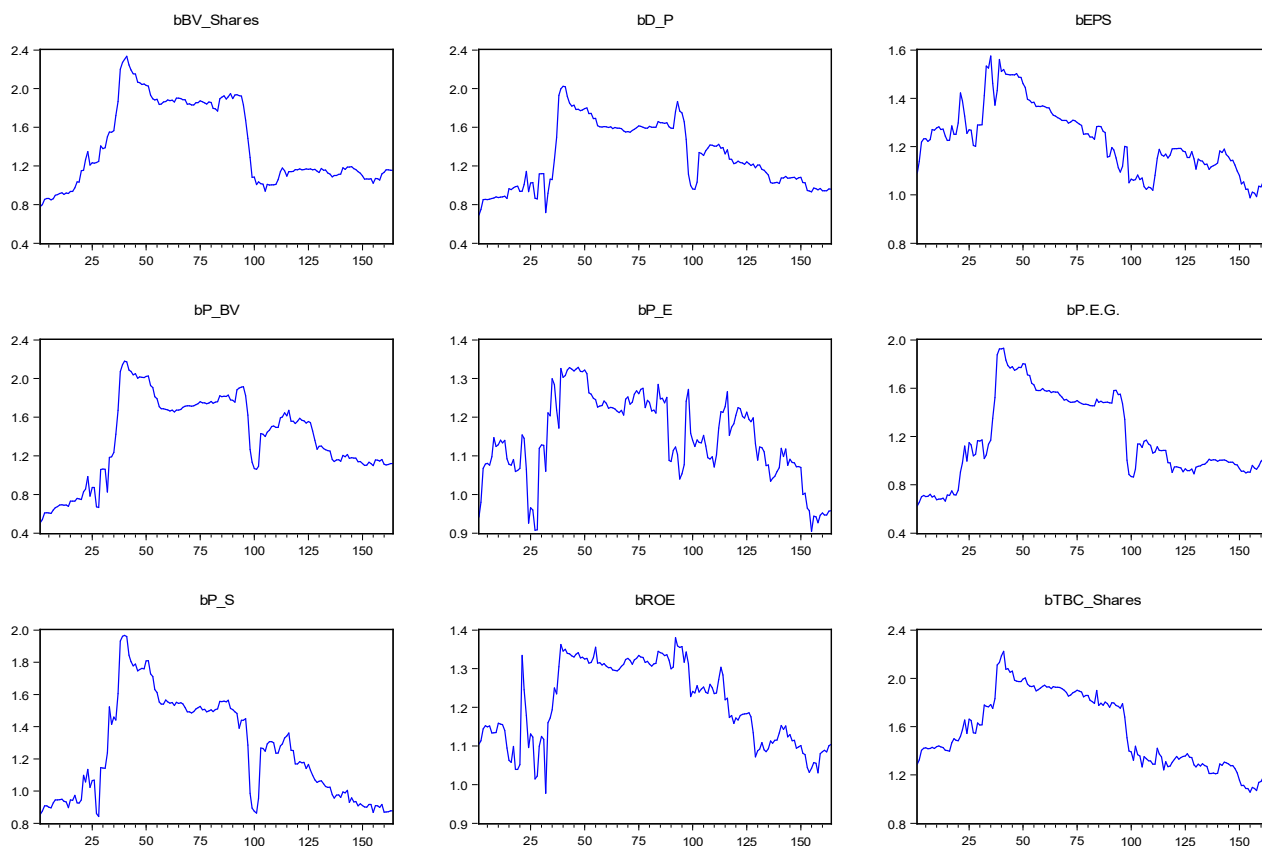 bBV_Shares bD_P bEPS
2.4 2.4 1.6
2.0 2.0 1.4
1.6 1.6 1.2
1.2 1.2 1.0
0.8 0.8 0.8
0.4 0.4
25 50 75 100 125 150 25 50 75 100 125 150 25 50 75 100 125 150
bP_BV bP_E bP.E.G.
2.4 1.4 2.0
2.0 1.3 1.6
1.6 1.2 1.2
1.2 1.1 0.8
0.8 1.0 0.4
0.4 0.9
25 50 75 100 125 150 25 50 75 100 125 150 25 50 75 100 125 150
bP_S bROE bTBC_Shares
2.0 1.4 2.4
1.8 1.3 2.0
1.6 1.2 1.6
1.4 1.1 1.2
1.2 1.0 0.8
1.0 0.9
0.8
25 50 75 100 125 150 25 50 75 100 125 150 25 50 75 100 125 150